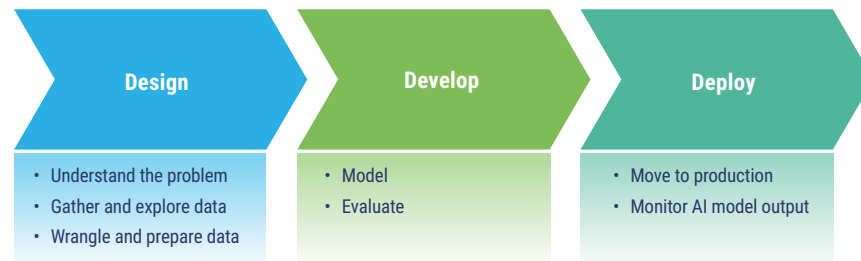 Design
• Understand the problem
• Gather and explore data
• Wrangle and prepare data
Develop
• Model
• Evaluate
Deploy
• Move to production
• Monitor AI model output